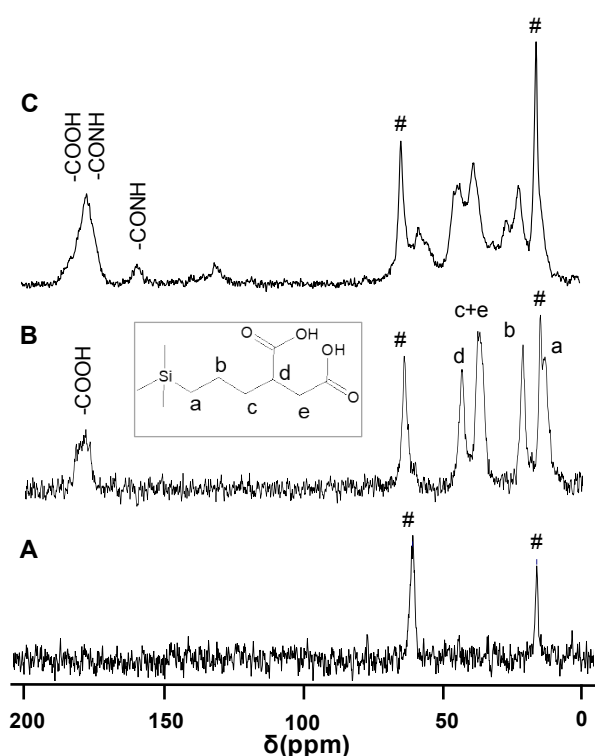 #
C
-COOH
-CONH
#
-CONH
B
-COOH
O
OH
OH
Si
b
d
a
c
e
O
#
d
c+e
b
#
a
A
#
#
200 150 100 50 0
δ(ppm)